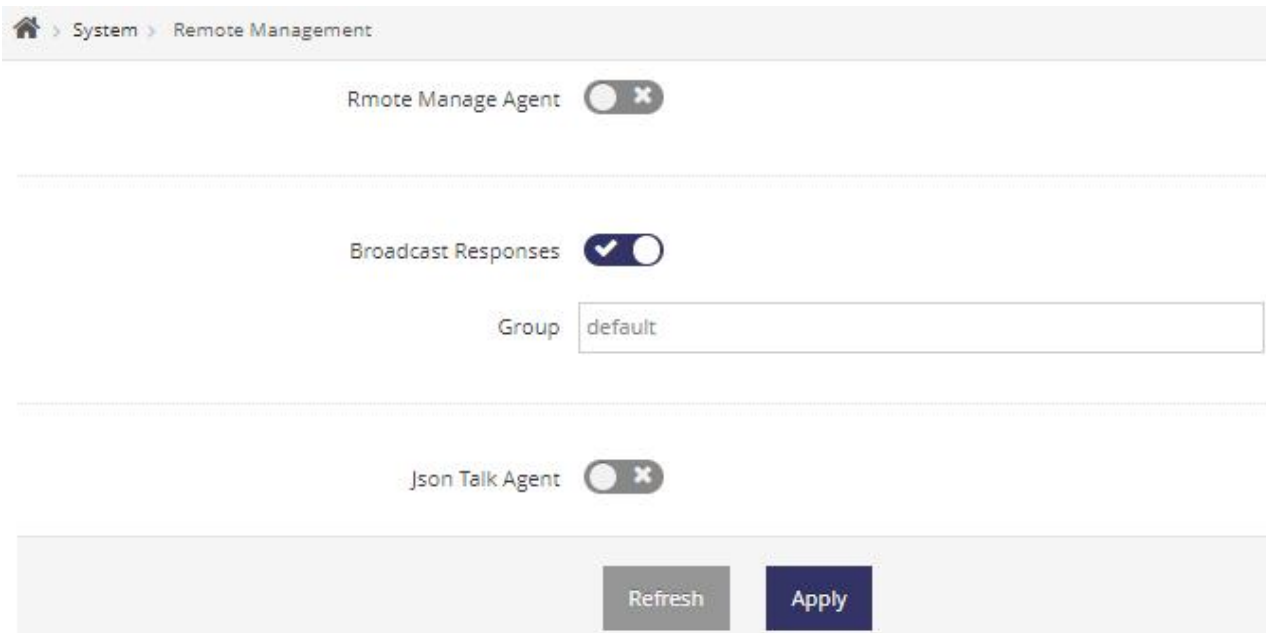 System > Remote Management
Rmote Manage Agent
Broadcast Responses
Group default
Json Talk Agent
Refresh Apply